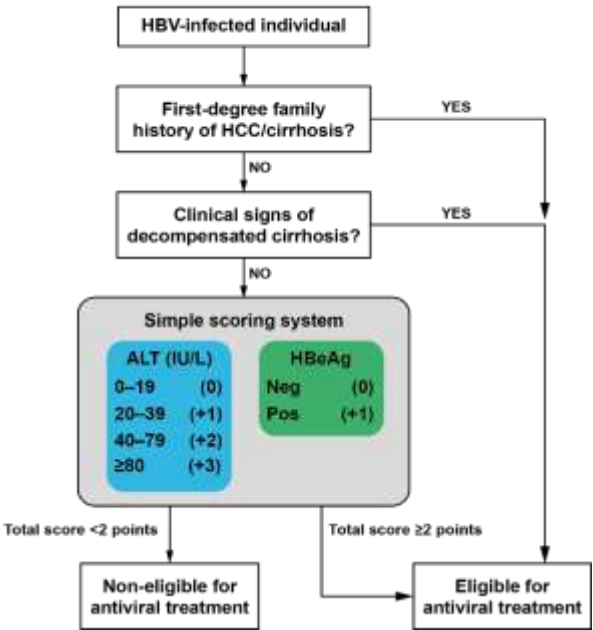 HBV-infected individual
First-degree family
history of HCC/cirrhosis?
YES
NO
Clinical signs of
decompensated cirrhosis?
YES
NO
Simple scoring system
ALT (IU/L)
0–19 (0)
20–39 (+1)
40–79 (+2)
≥80 (+3)
HBeAg
Neg (0)
Pos (+1)
Total score <2 points
Total score ≥2 points
Non-eligible for
antiviral treatment
Eligible for
antiviral treatment